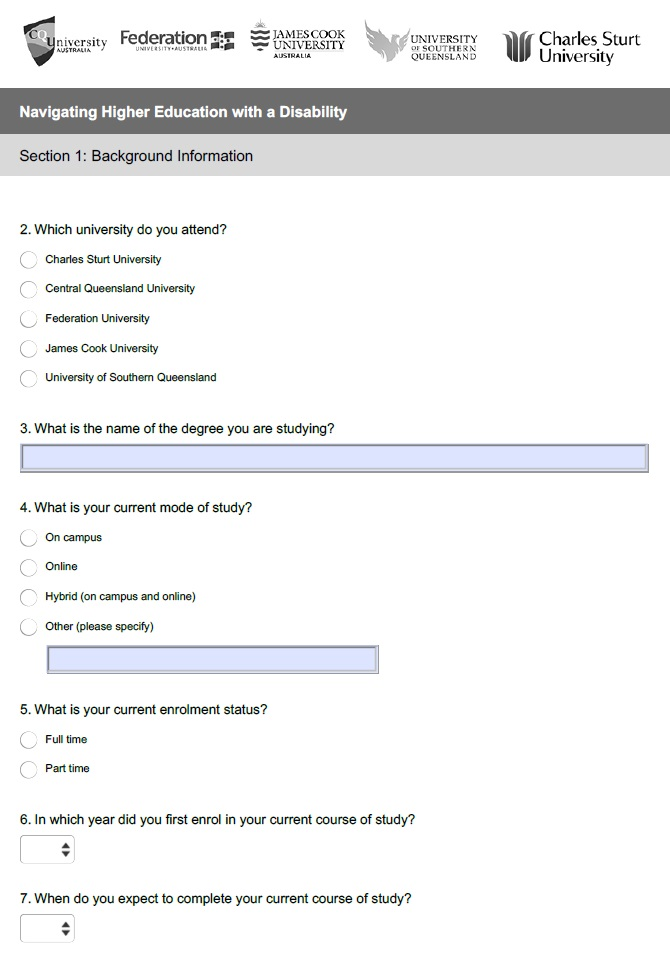 CQUniversity
AUSTRALIA
Federation
UNIVERSITY • AUSTRALIA
JAMES COOK
UNIVERSITY
AUSTRALIA
UNIVERSITY
OF SOUTHERN
QUEENSLAND
Charles Sturt
University
Navigating Higher Education with a Disability
Section 1: Background Information
2. Which university do you attend?
Charles Sturt University
Central Queensland University
Federation University
James Cook University
University of Southern Queensland
3. What is the name of the degree you are studying?
4. What is your current mode of study?
On campus
Online
Hybrid (on campus and online)
Other (please specify)
5. What is your current enrolment status?
Full time
Part time
6. In which year did you first enrol in your current course of study?
7. When do you expect to complete your current course of study?